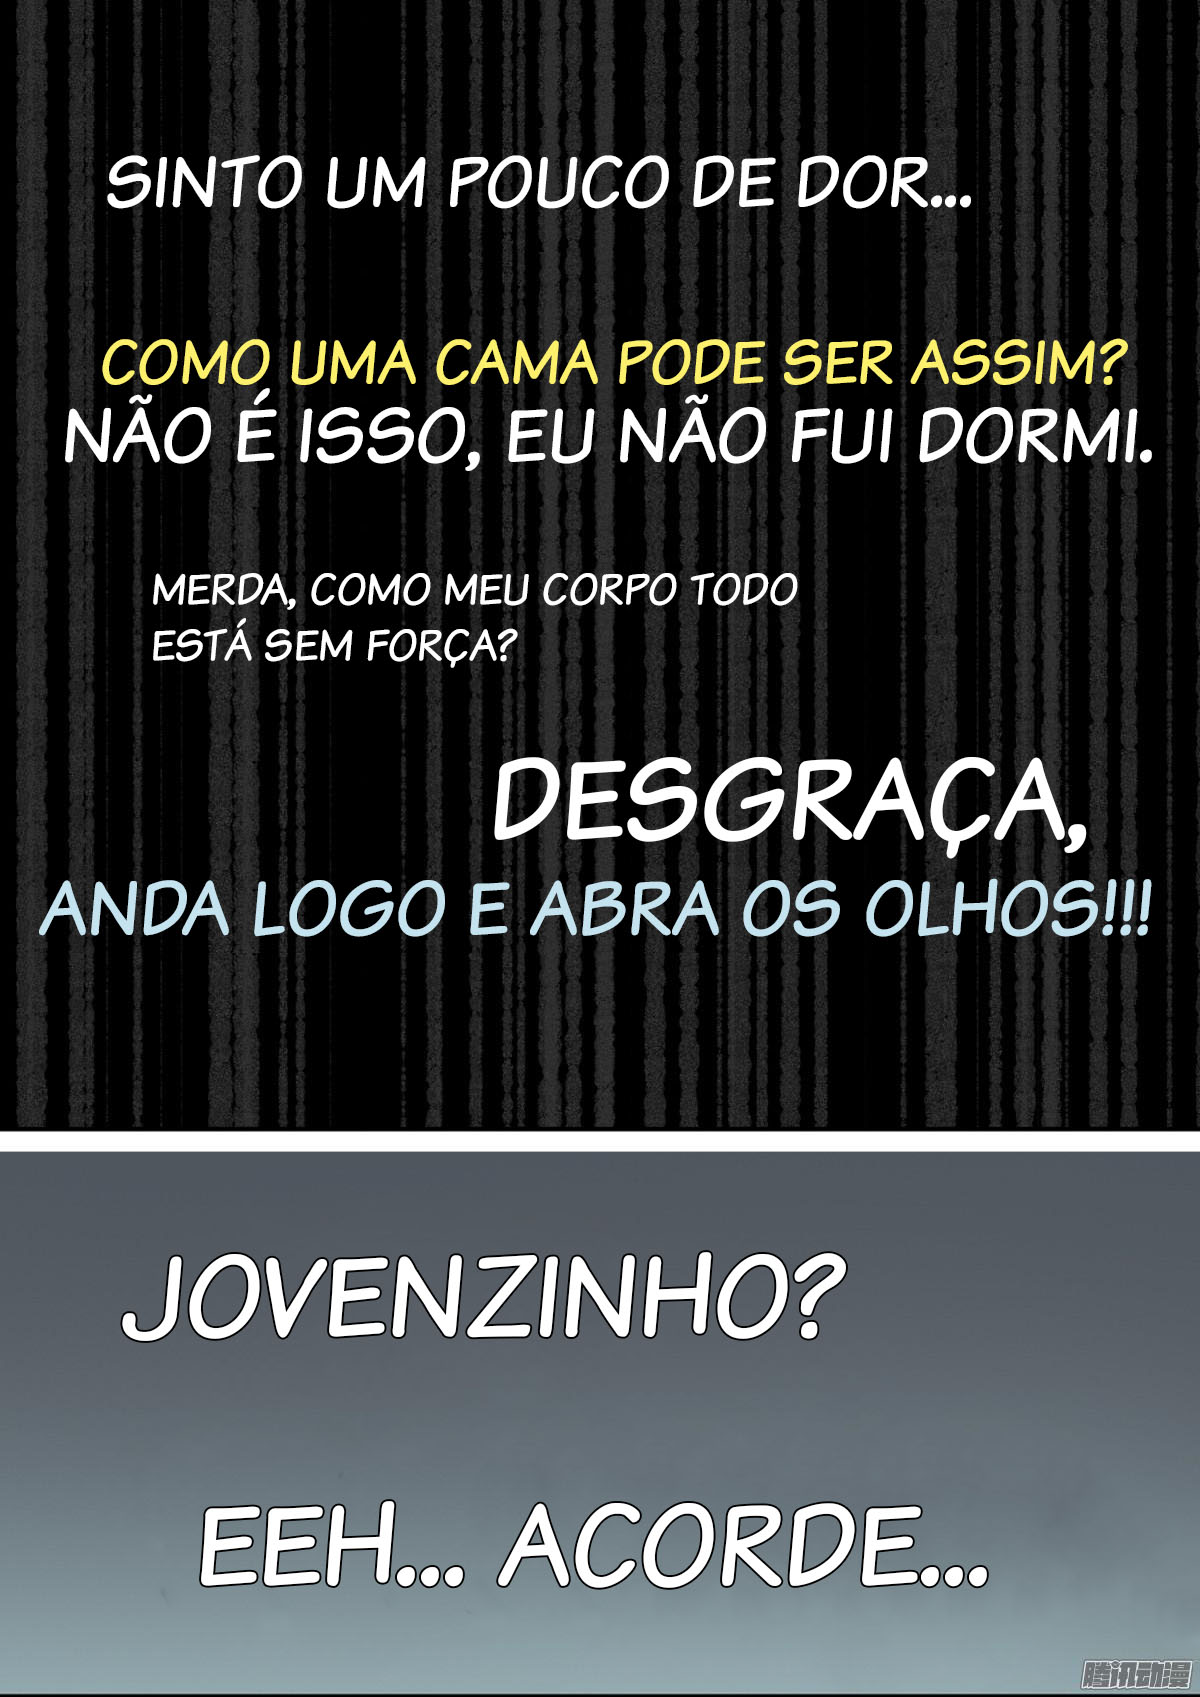 SINTO UM POUCO DE DOR...
COMO UMA CAMA PODE SER ASSIM?
NÃO É ISSO, EU NÃO FUI DORMI.
MERDA, COMO MEU CORPO TODO
ESTÁ SEM FORÇA?
DESGRAÇA,
ANDA LOGO E ABRA OS OLHOS!!!
JOVENZINHO?
EEH... ACORDE...
腾讯动漫